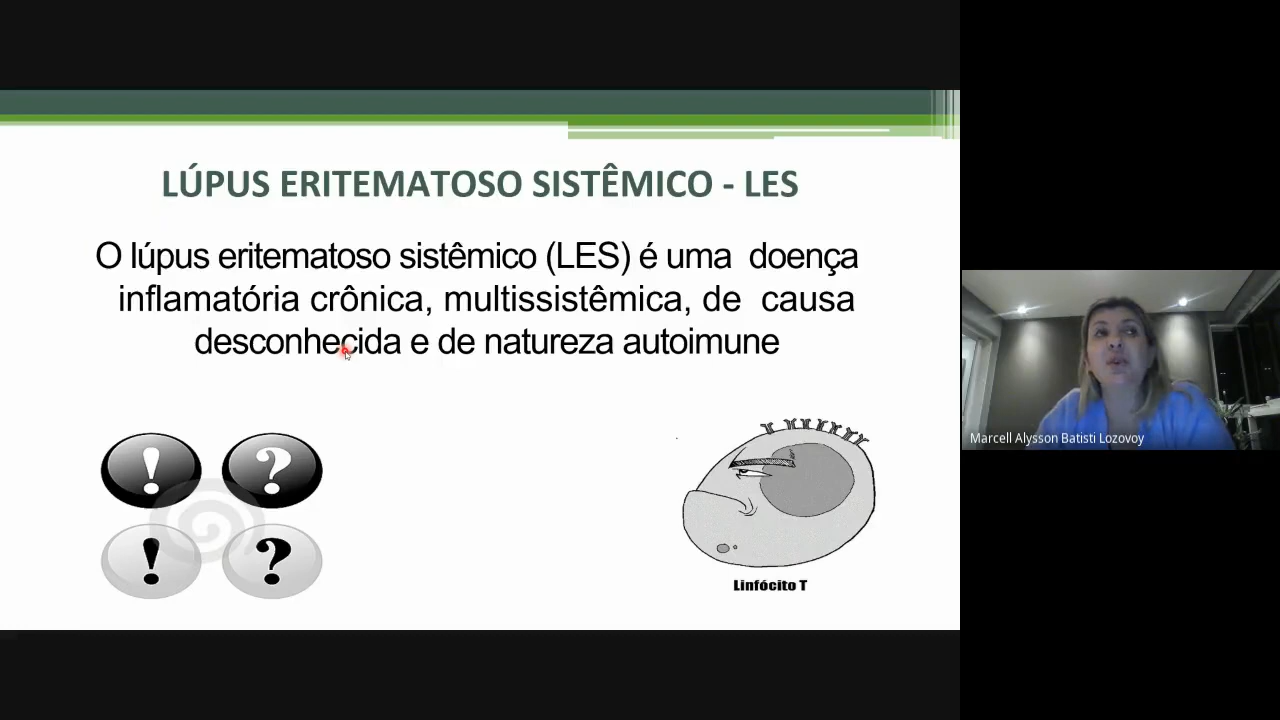 LÚPUS ERITEMATOSO SISTÊMICO - LES
O lúpus eritematoso sistêmico (LES) é uma doença
inflamatória crônica, multissistêmica, de causa
desconhecida e de natureza autoimune
! ?
! ?
Linfócito T
Marcell Alysson Batisti Lozovoy